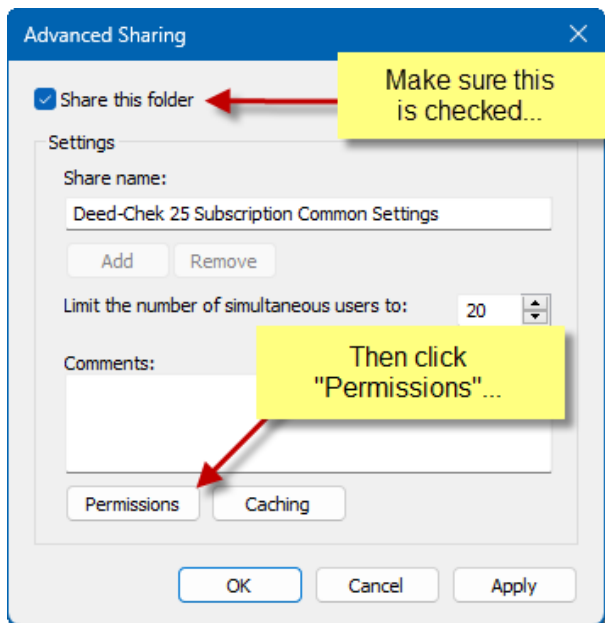 Advanced Sharing
Make sure this
is checked...
Share this folder
Settings
Share name:
Deed-Chek 25 Subscription Common Settings
Add Remove
Limit the number of simultaneous users to: 20
Then click
"Permissions"...
Comments:
Permissions Caching
OK Cancel Apply